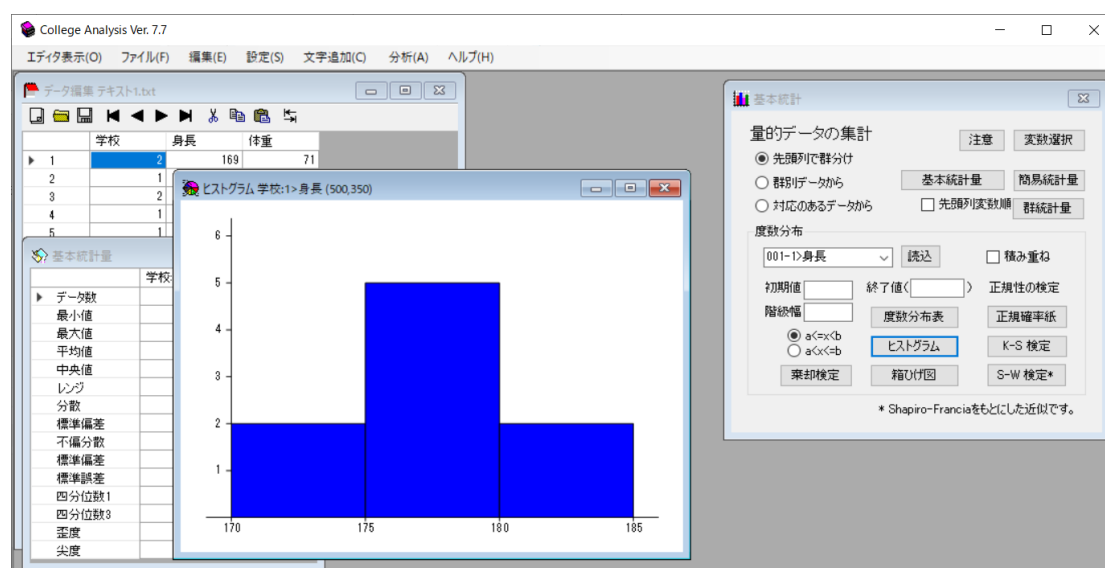 College Analysis Ver. 7.7
エディタ表示(O) ファイル(F) 編集(E) 設定(S) 文字追加(C) 分析(A) ヘルプ(H)
データ編集 テキスト1.txt
学校 身長 体重
1 2 169 71
2 1
3 2
4 1
5 1
基本統計量
学校:
データ数
最小値
最大値
平均値
中央値
レンジ
分散
標準偏差
不偏分散
標準偏差
標準誤差
四分位数1
四分位数3
歪度
尖度
ヒストグラム 学校:1>身長 (500,350)
6
5
4
3
2
1
170 175 180 185
基本統計
量的データの集計
注意 変数選択
先頭列で群分け
群別データから 基本統計量 簡易統計量
対応のあるデータから 先頭列変数順 群統計量
度数分布
001-1>身長 読込 積み重ね
初期値 終了値( ) 正規性の検定
階級幅 度数分布表 正規確率紙
a<=x<b
a<x<=b
ヒストグラム K-S 検定
棄却検定 箱ひげ図 S-W 検定*
* Shapiro-Franciaをもとにした近似です。